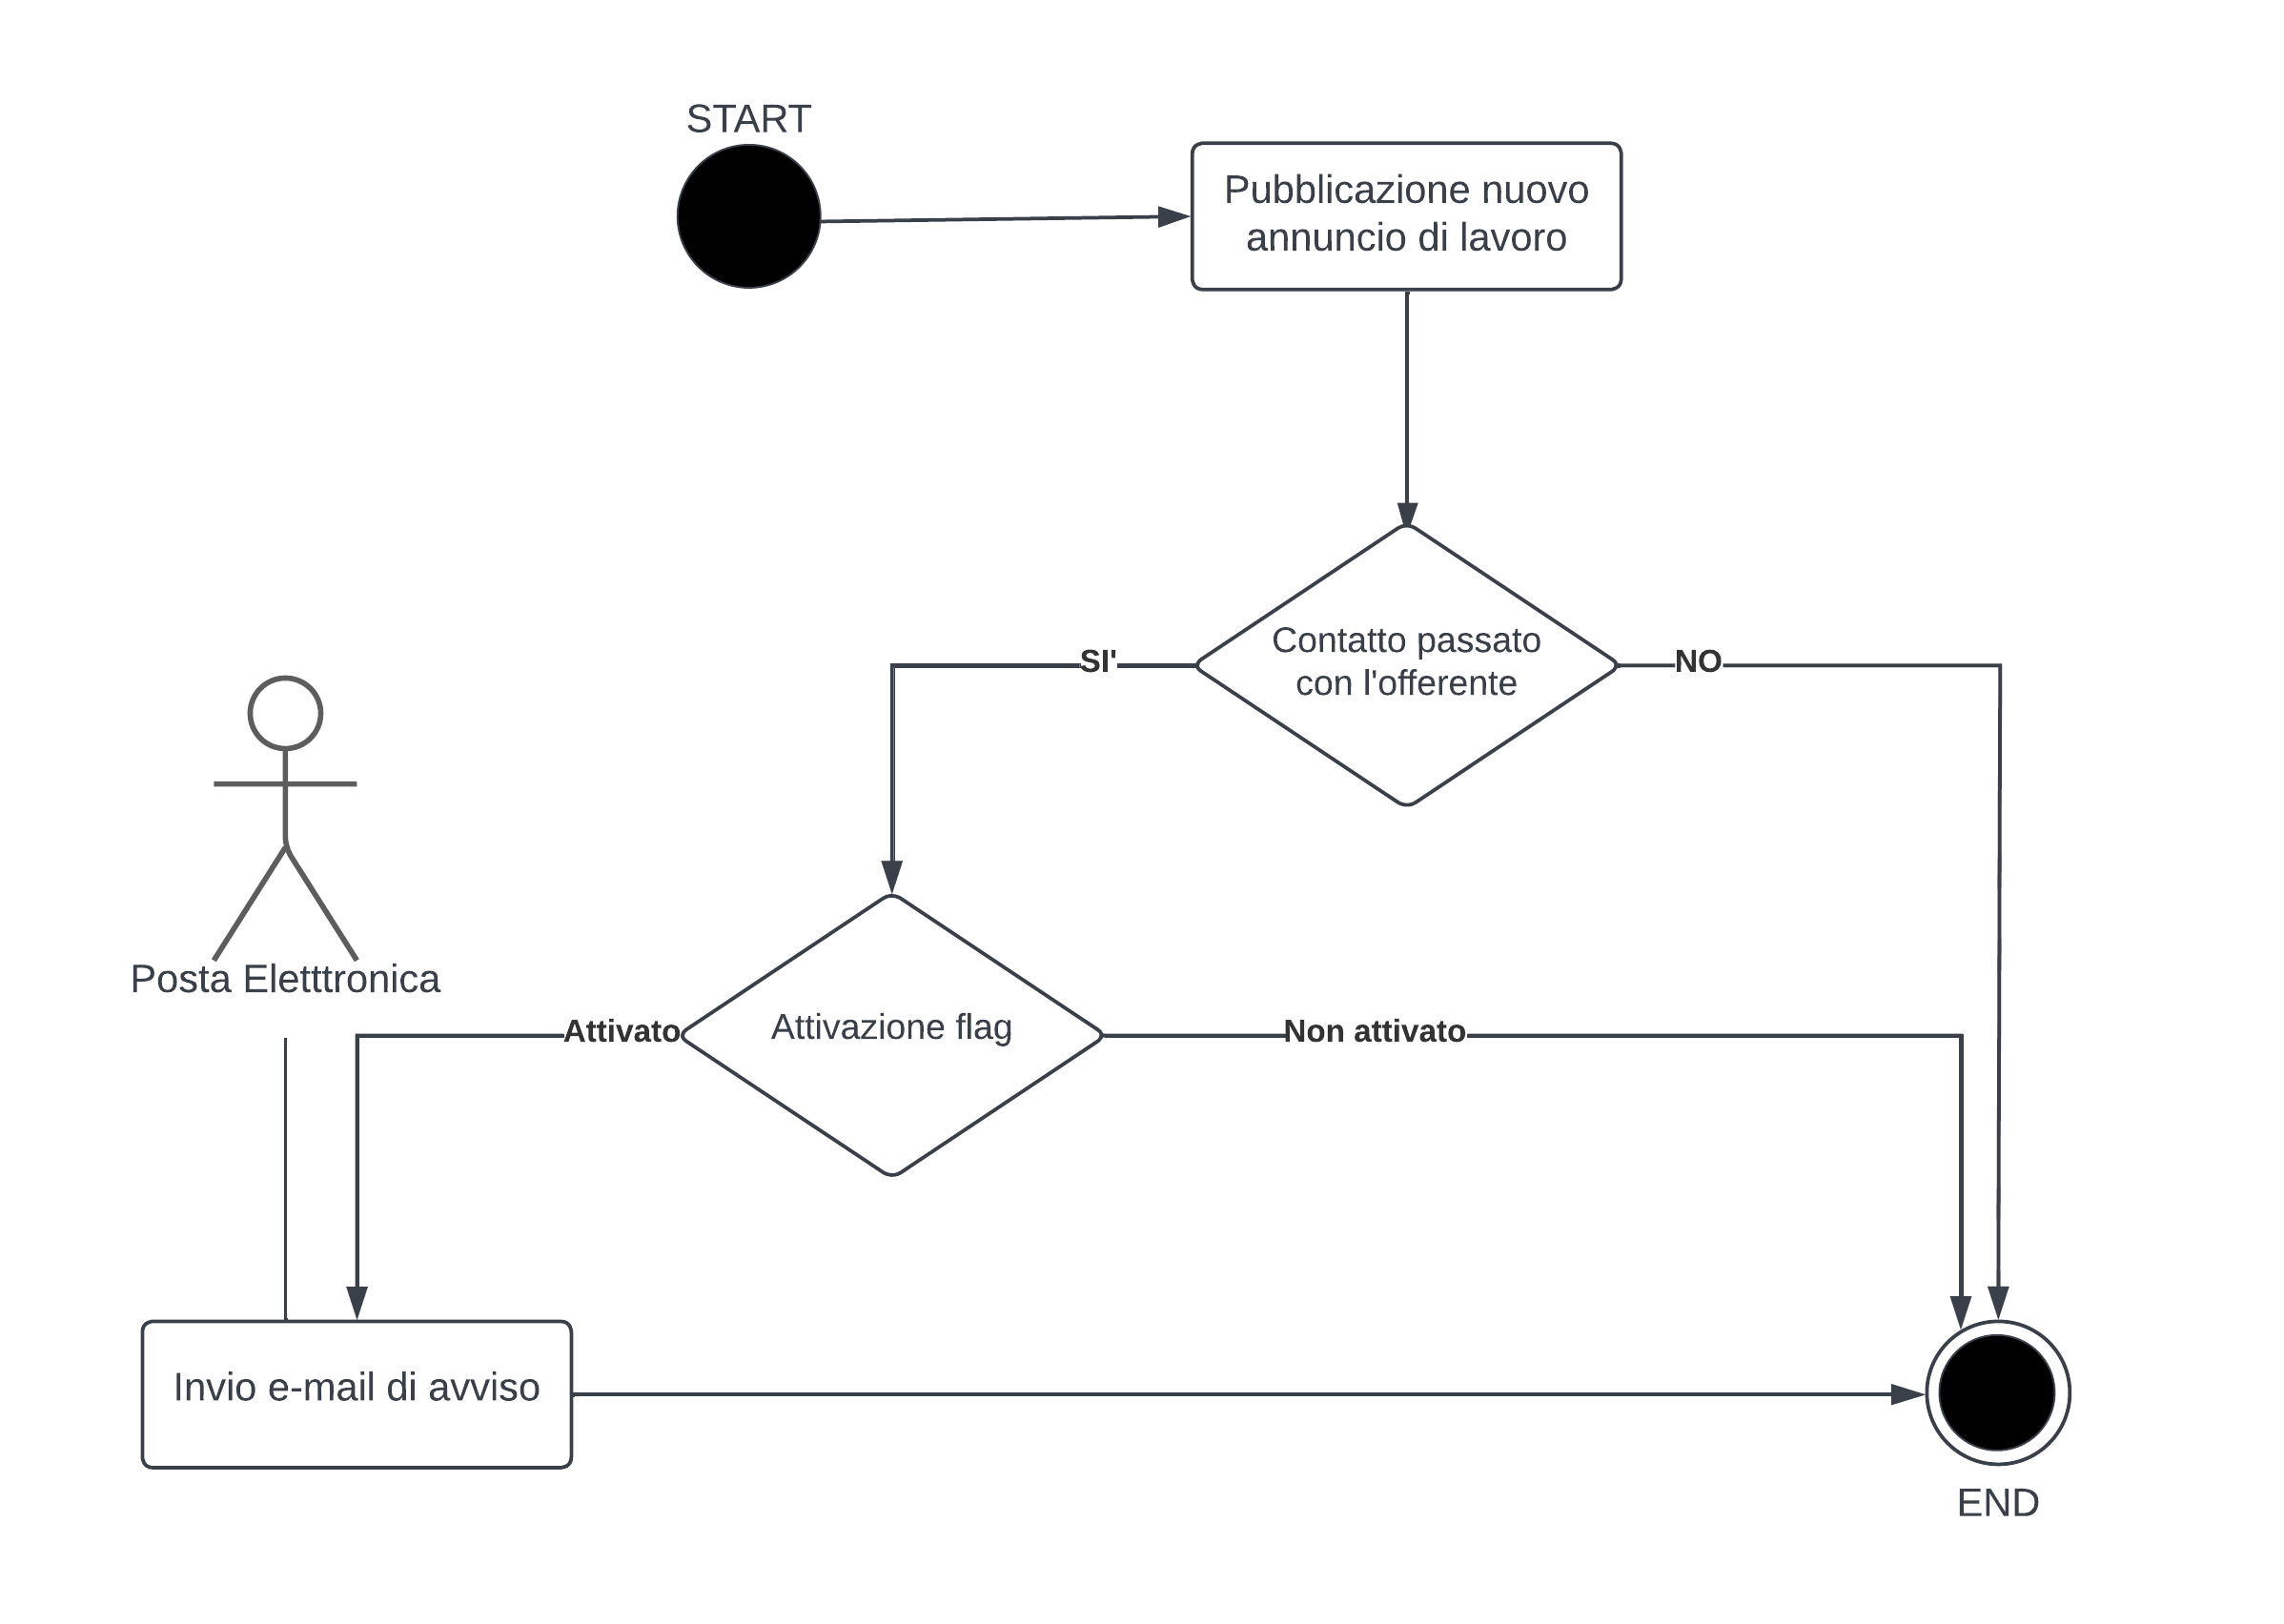 START
Pubblicazione nuovo
annuncio di lavoro
Contatto passato
con l'offerente
SI'
NO
Posta Elettronica
Attivato
Attivazione flag
Non attivato
Invio e-mail di avviso
END